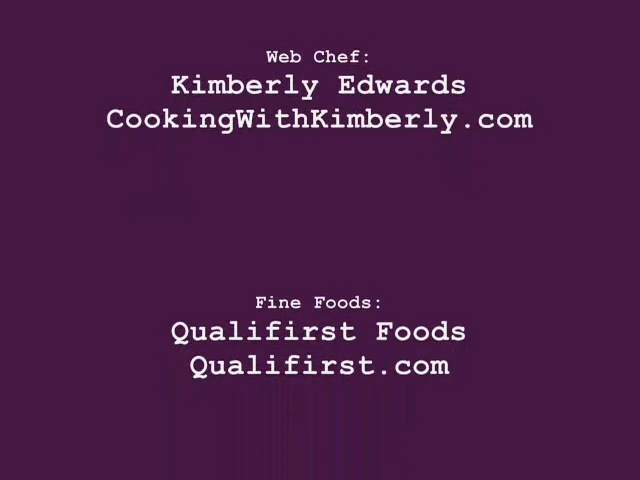 Web Chef:
Kimberly Edwards
CookingWithKimberly.com
Fine Foods:
Qualifirst Foods
Qualifirst.com